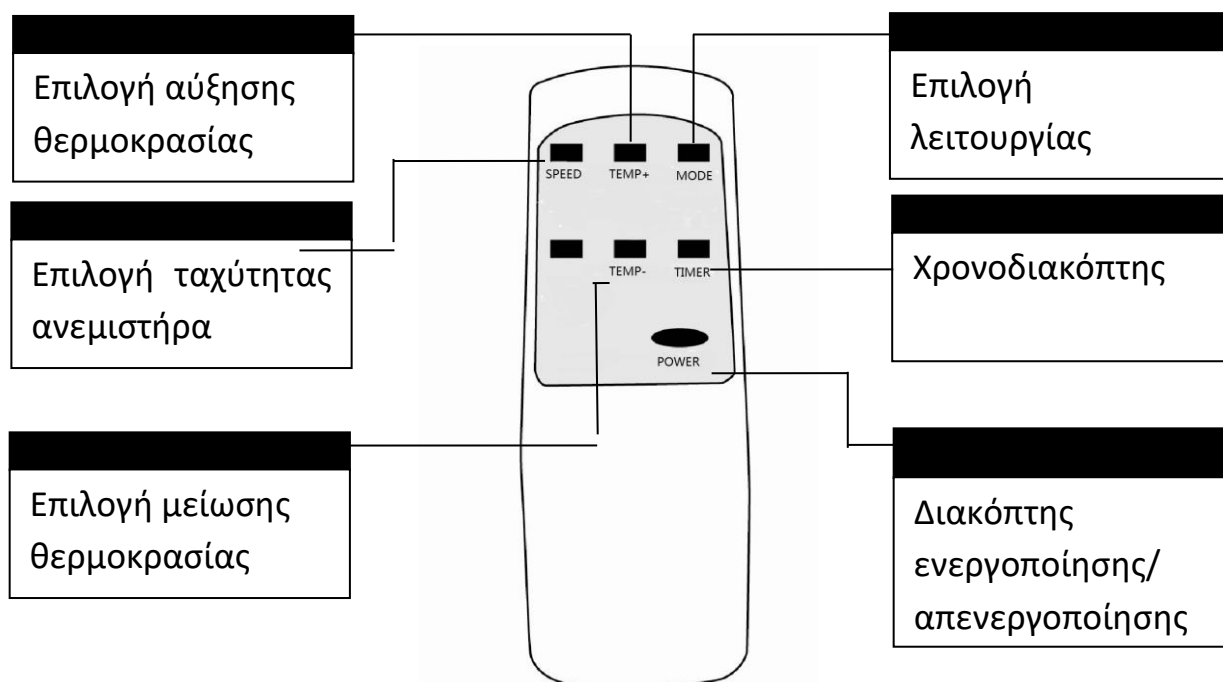 Επιλογή αύξησης
θερμοκρασίας
Επιλογή ταχύτητας
ανεμιστήρα
Επιλογή μείωσης
θερμοκρασίας
SPEED TEMP+ MODE
TEMP- TIMER
POWER
Επιλογή
λειτουργίας
Χρονοδιακόπτης
Διακόπτης
ενεργοποίησης/
απενεργοποίησης